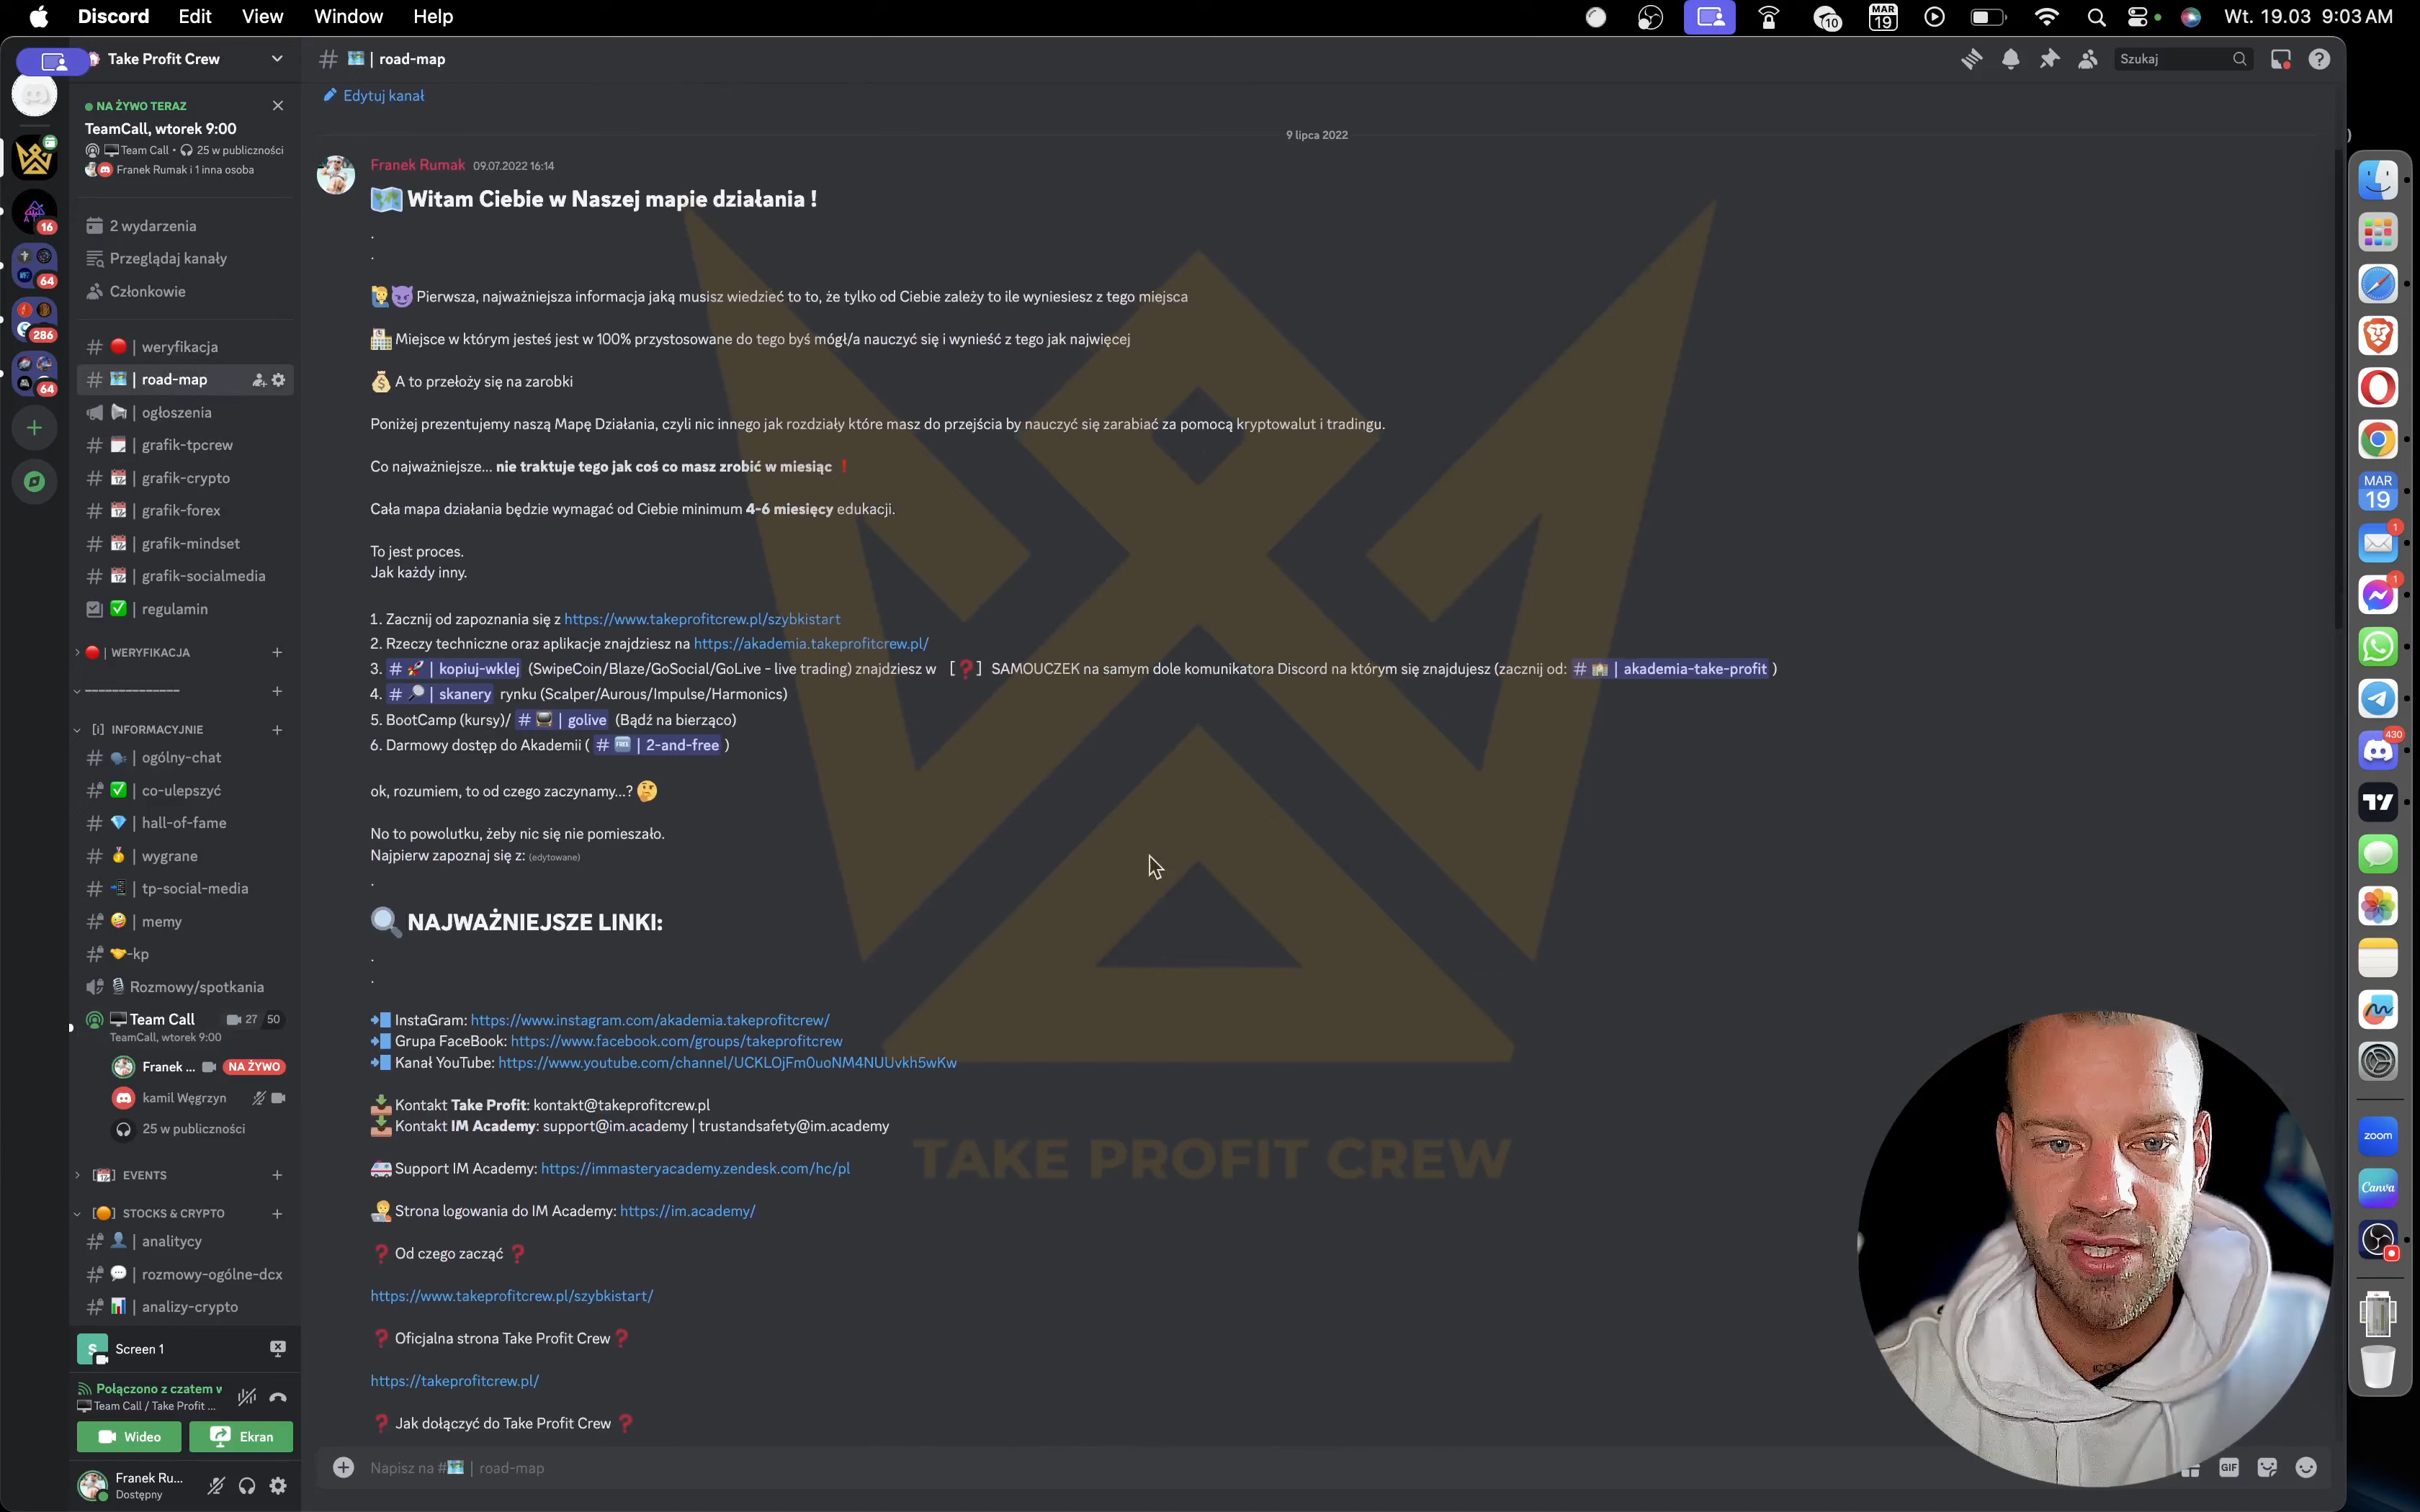 Discord Edit View Window Help
10
MAR 19
Wt. 19.03 9:03 AM
Take Profit Crew
NA ŻYWO TERAZ
TeamCall, wtorek 9:00
Team Call • 25 w publiczności
Franek Rumak i 1 inna osoba
16
64
286
64
2 wydarzenia
Przeglądaj kanały
Członkowie
# | weryfikacja
# | road-map
| ogłoszenia
# | grafik-tpcrew
# | grafik-crypto
# | grafik-forex
# | grafik-mindset
# | grafik-socialmedia
| regulamin
| WERYFIKACJA
———————————
[i] INFORMACYJNIE
# | ogólny-chat
# | co-ulepszyć
# | hall-of-fame
# | wygrane
# | tp-social-media
# | memy
# -kp
Rozmowy/spotkania
Team Call 27 50
TeamCall, wtorek 9:00
Franek ... NA ŻYWO
kamil Węgrzyn
25 w publiczności
[ ] EVENTS
[ ] STOCKS & CRYPTO
# | analitycy
# | rozmowy-ogólne-dcx
# | analizy-crypto
S Screen 1
Połączono z czatem w
Team Call / Take Profit ...
Wideo Ekran
Franek Ru...
Dostępny
# | road-map
Szukaj
Edytuj kanał
9 lipca 2022
Franek Rumak 09.07.2022 16:14
Witam Ciebie w Naszej mapie działania !
.
.
Pierwsza, najważniejsza informacja jaką musisz wiedzieć to to, że tylko od Ciebie zależy to ile wyniesiesz z tego miejsca
Miejsce w którym jesteś jest w 100% przystosowane do tego byś mógł/a nauczyć się i wynieść z tego jak najwięcej
A to przełoży się na zarobki
Poniżej prezentujemy naszą Mapę Działania, czyli nic innego jak rozdziały które masz do przejścia by nauczyć się zarabiać za pomocą kryptowalut i tradingu.
Co najważniejsze... nie traktuje tego jak coś co masz zrobić w miesiąc ❗
Cała mapa działania będzie wymagać od Ciebie minimum 4-6 miesięcy edukacji.
To jest proces.
Jak każdy inny.
1. Zacznij od zapoznania się z https://www.takeprofitcrew.pl/szybkistart
2. Rzeczy techniczne oraz aplikacje znajdziesz na https://akademia.takeprofitcrew.pl/
3. # | kopiuj-wklej (SwipeCoin/Blaze/GoSocial/GoLive - live trading) znajdziesz w [❓] SAMOUCZEK na samym dole komunikatora Discord na którym się znajdujesz (zacznij od: # | akademia-take-profit )
4. # | skanery rynku (Scalper/Aurous/Impulse/Harmonics)
5. BootCamp (kursy)/ # | golive (Bądź na bierząco)
6. Darmowy dostęp do Akademii ( # FREE | 2-and-free )
ok, rozumiem, to od czego zaczynamy...?
No to powolutku, żeby nic się nie pomieszało.
Najpierw zapoznaj się z: (edytowane)
.
NAJWAŻNIEJSZE LINKI:
.
.
InstaGram: https://www.instagram.com/akademia.takeprofitcrew/
Grupa FaceBook: https://www.facebook.com/groups/takeprofitcrew
Kanał YouTube: https://www.youtube.com/channel/UCKLOjFm0uoNM4NUUvkh5wKw
Kontakt Take Profit: kontakt@takeprofitcrew.pl
Kontakt IM Academy: support@im.academy | trustandsafety@im.academy
Support IM Academy: https://immasteryacademy.zendesk.com/hc/pl
Strona logowania do IM Academy: https://im.academy/
❓ Od czego zacząć ❓
https://www.takeprofitcrew.pl/szybkistart/
❓ Oficjalna strona Take Profit Crew ❓
https://takeprofitcrew.pl/
❓ Jak dołączyć do Take Profit Crew ❓
Napisz na # | road-map
GIF
TAKE PROFIT CREW
MAR
19
1
1
430
zoom
Canva